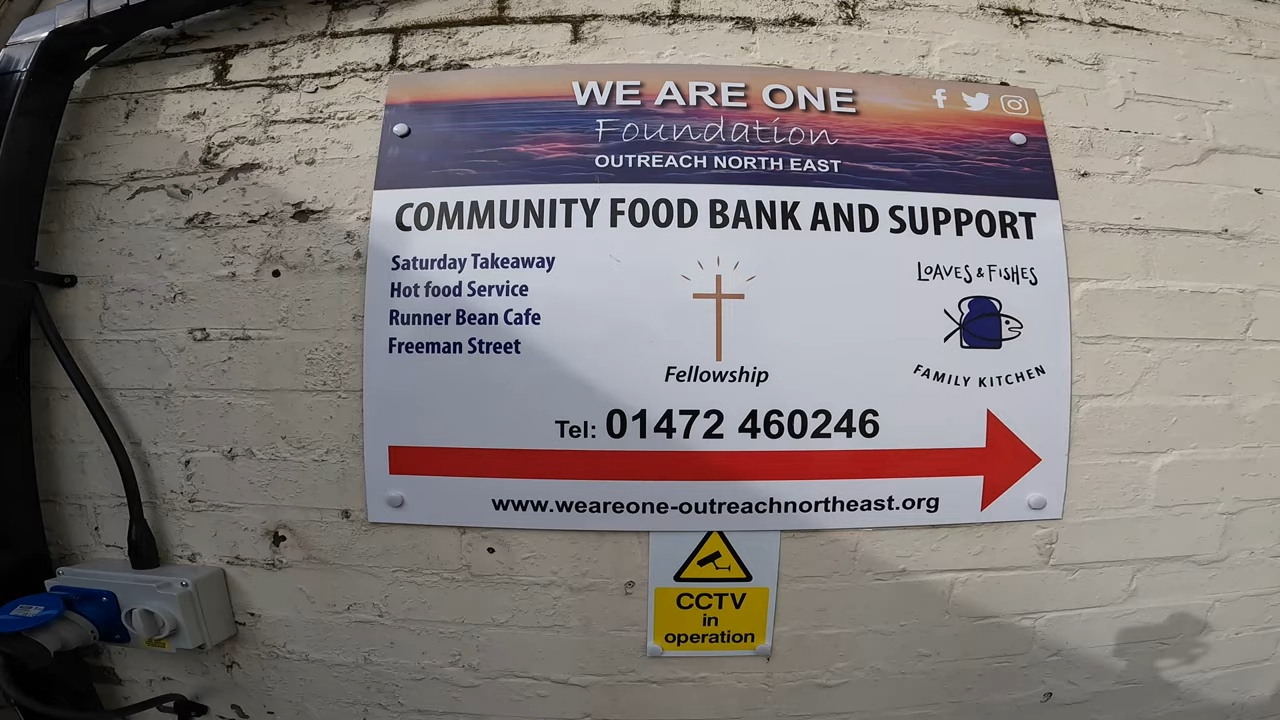 WE ARE ONE
Foundation
OUTREACH NORTH EAST
COMMUNITY FOOD BANK AND SUPPORT
Saturday Takeaway
Hot food Service
Runner Bean Cafe
Freeman Street
Fellowship
LOAVES & FISHES
FAMILY KITCHEN
Tel: 01472 460246
www.weareone-outreachnortheast.org
CCTV
in
operation